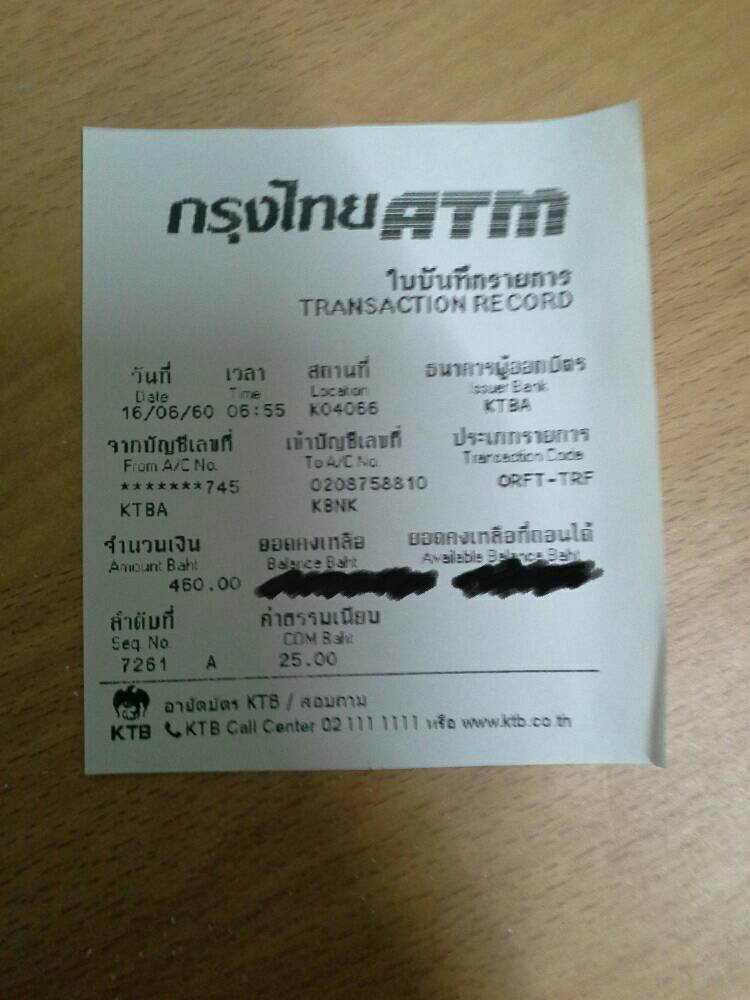 กรุงไทย ATM
ใบบันทึกรายการ
TRANSACTION RECORD
วันที่ เวลา สถานที่ ธนาคารผู้ออกบัตร
Date Time Location Issuer Bank
16/06/60 06:55 K04066 KTBA
จากบัญชีเลขที่ เข้าบัญชีเลขที่ ประเภทรายการ
From A/C No. To A/C No. Transaction Code
*******745 0208758810 ORFT-TRF
KTBA KBNK
จำนวนเงิน ยอดคงเหลือ ยอดคงเหลือที่ถอนได้
Amount Baht Balance Baht Available Balance Baht
460.00
ลำดับที่ ค่าธรรมเนียม
Seq. No. COM Baht
7261 A 25.00
อายัดบัตร KTB / สอบถาม
KTB KTB Call Center 02 111 1111 หรือ www.ktb.co.th